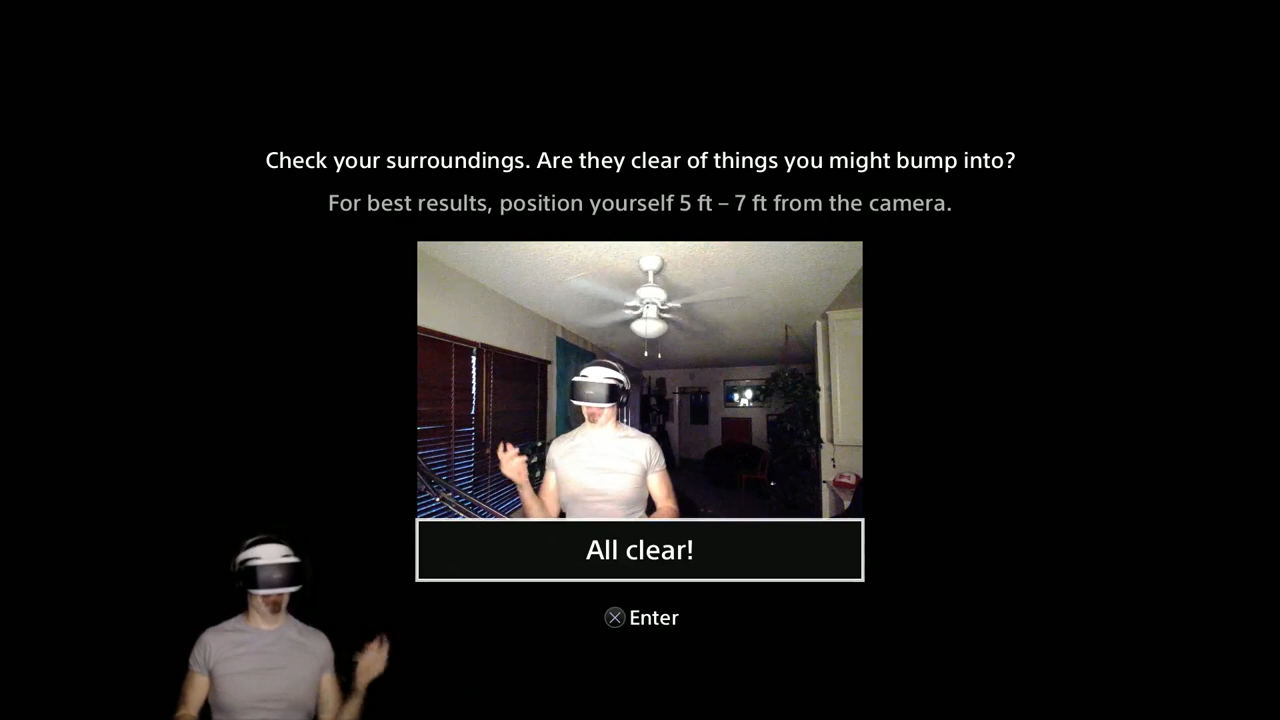 Check your surroundings. Are they clear of things you might bump into?
For best results, position yourself 5 ft – 7 ft from the camera.
All clear!
Enter